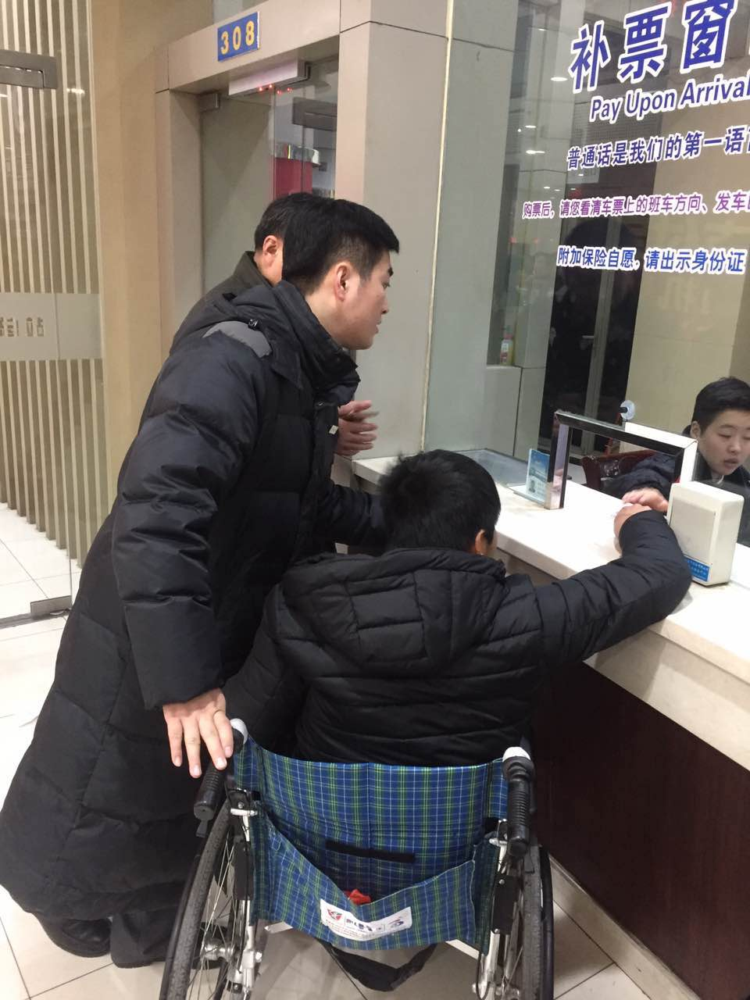 308
补票窗
Pay Upon Arrival
普通话是我们的第一语言
购票后，请您看清车票上的班车方向、发车
附加保险自愿，请出示身份证